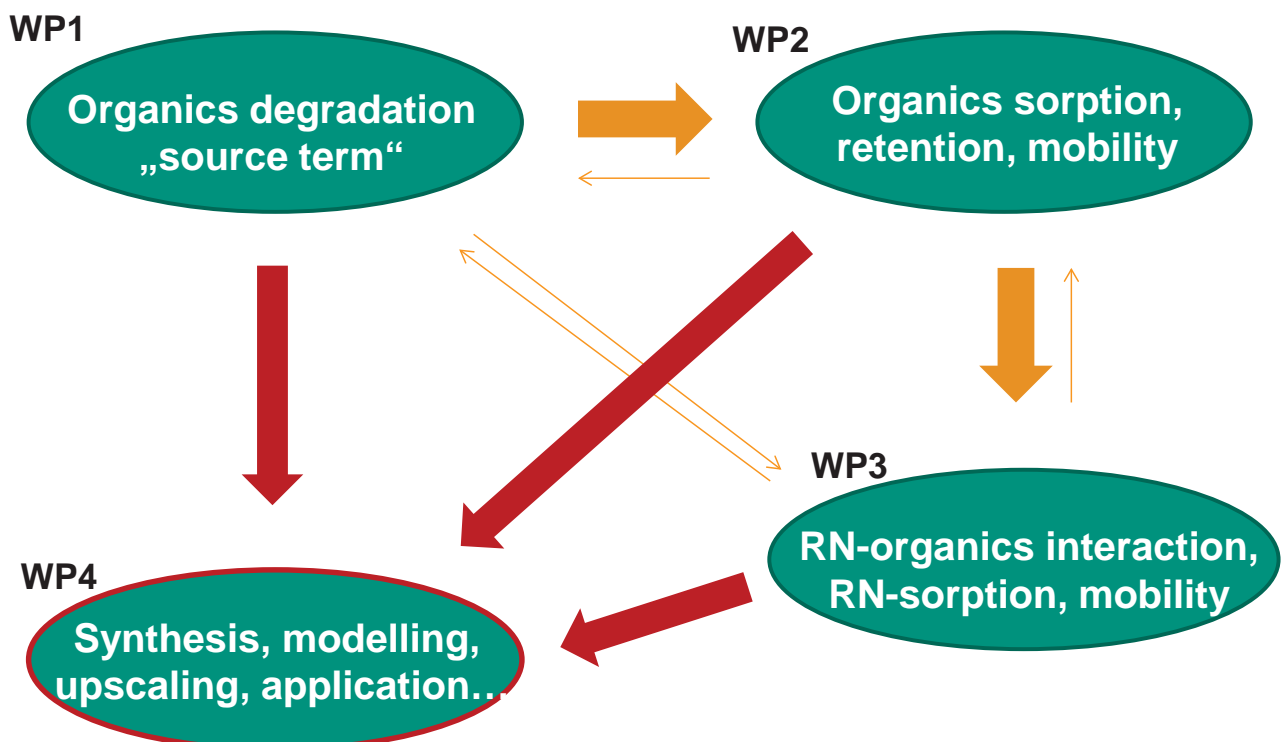 WP1
Organics degradation
„source term“
WP2
Organics sorption,
retention, mobility
WP3
RN-organics interaction,
RN-sorption, mobility
WP4
Synthesis, modelling,
upscaling, application…